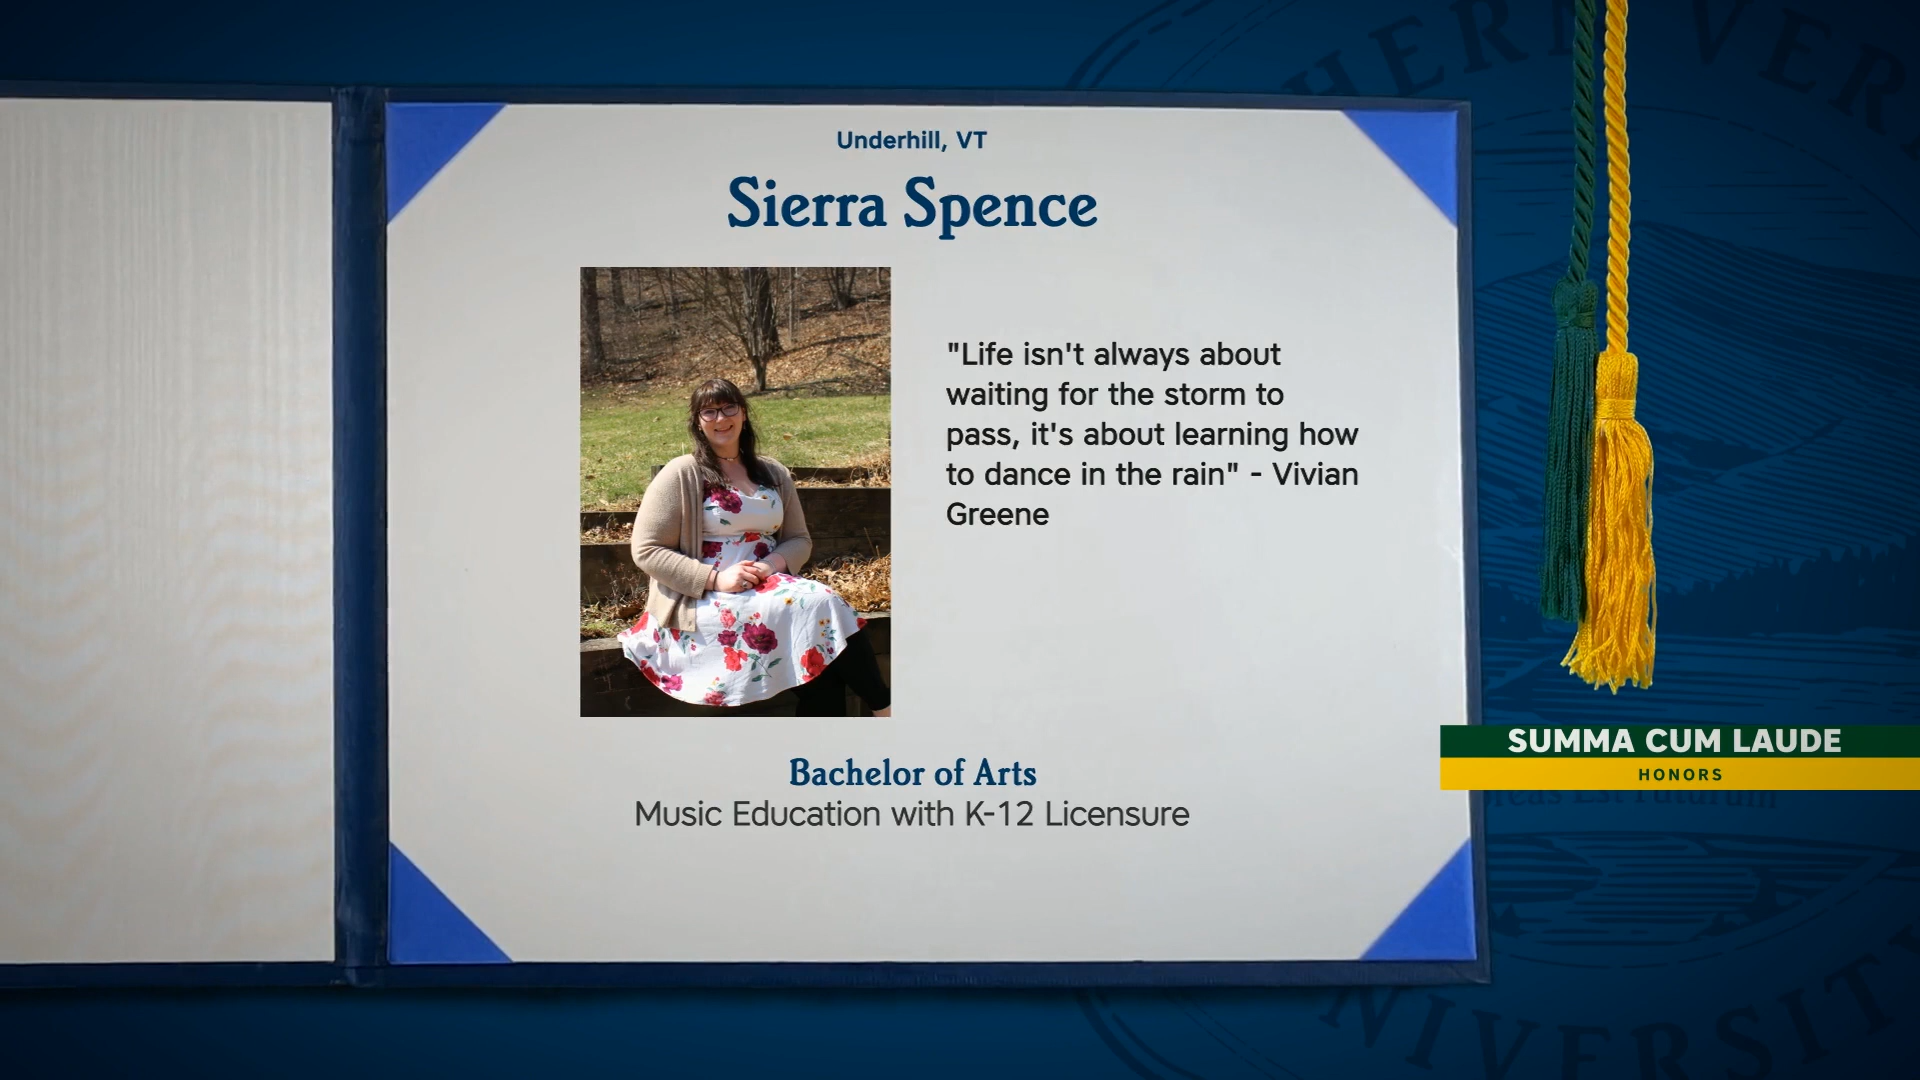 Underhill, VT
Sierra Spence
"Life isn't always about
waiting for the storm to
pass, it's about learning how
to dance in the rain" - Vivian
Greene
Bachelor of Arts
Music Education with K-12 Licensure
SUMMA CUM LAUDE
HONORS